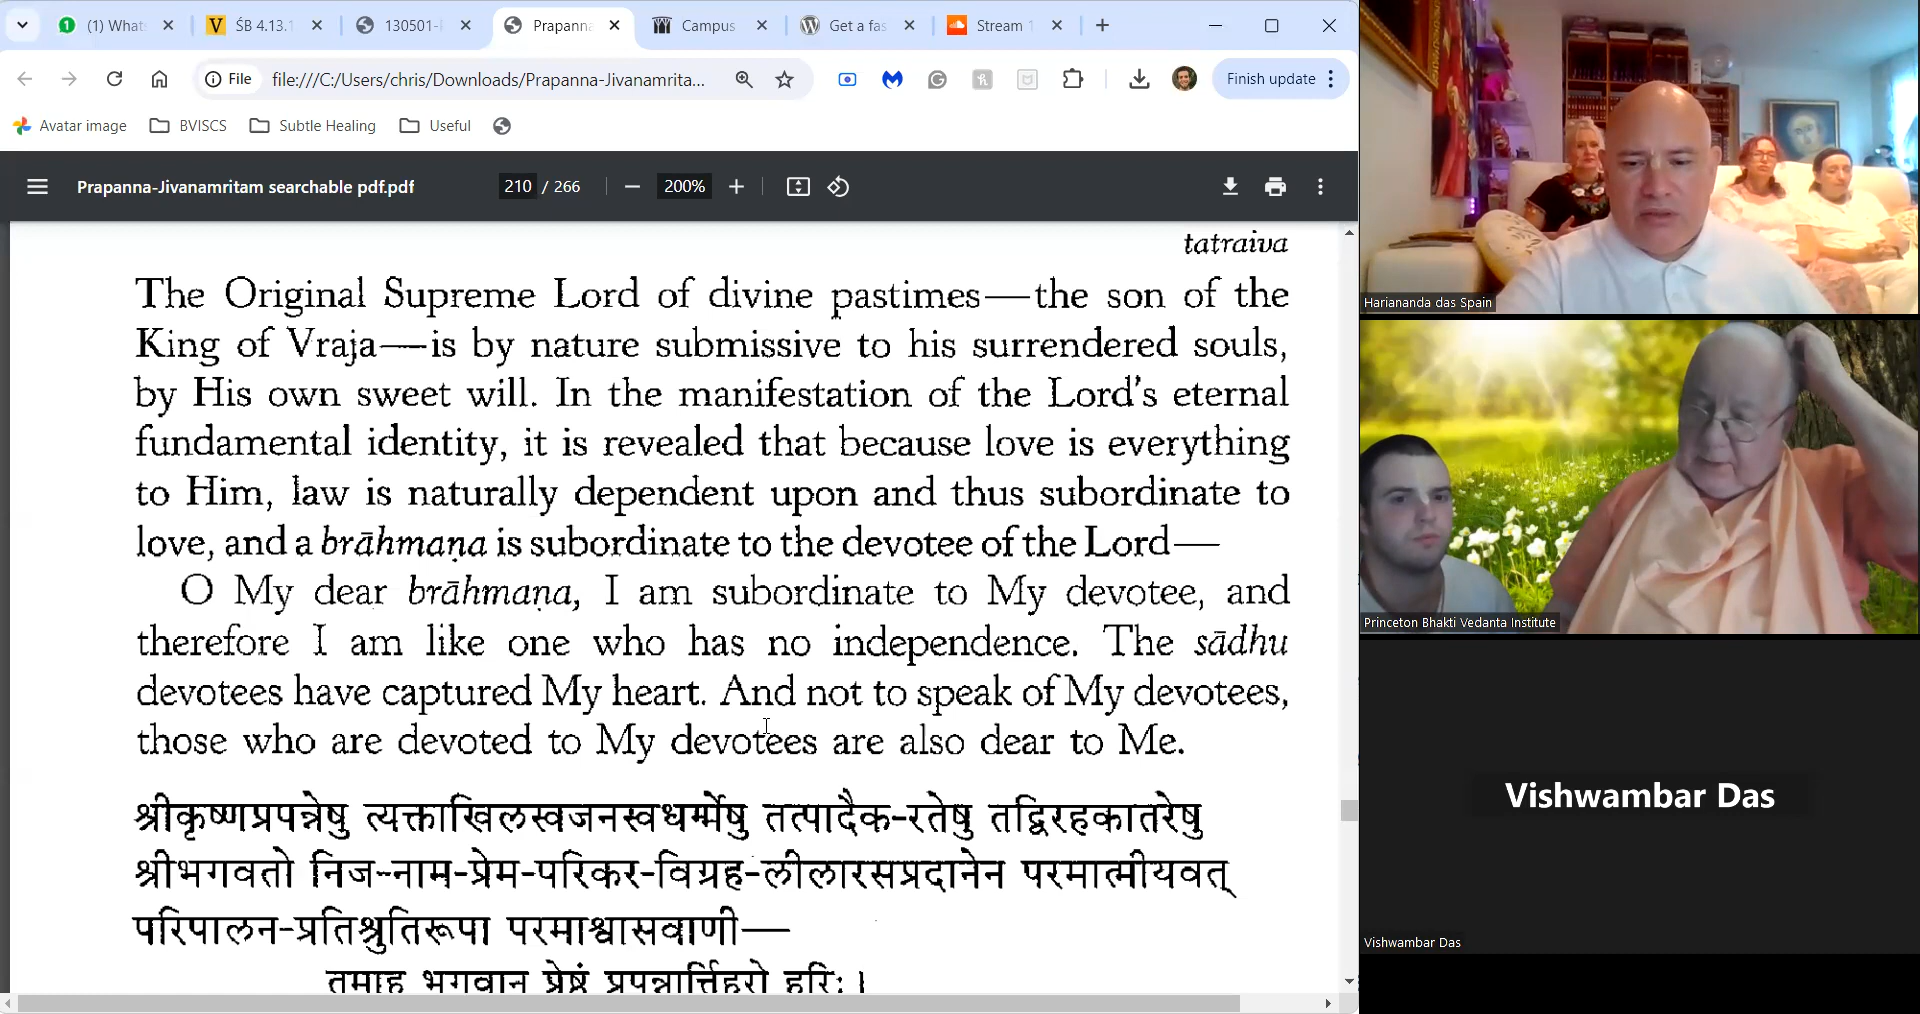 (1) Whats
ŚB 4.13.1
130501-
Prapanna
Campus
Get a fas
Stream
File
file:///C:/Users/chris/Downloads/Prapanna-Jivanamrita...
Finish update
Avatar image
BVISCS
Subtle Healing
Useful
Prapanna-Jivanamritam searchable pdf.pdf
210 / 266
200%
tatraiva
The Original Supreme Lord of divine pastimes—the son of the
King of Vraja—is by nature submissive to his surrendered souls,
by His own sweet will. In the manifestation of the Lord's eternal
fundamental identity, it is revealed that because love is everything
to Him, law is naturally dependent upon and thus subordinate to
love, and a brāhmaṇa is subordinate to the devotee of the Lord—
O My dear brāhmaṇa, I am subordinate to My devotee, and
therefore I am like one who has no independence. The sādhu
devotees have captured My heart. And not to speak of My devotees,
those who are devoted to My devotees are also dear to Me.
श्रीकृष्णप्रपन्नेषु त्यक्ताखिलस्वजनस्वधर्म्मेषु तत्पादैक-रतेषु तद्विरहकातरेषु
श्रीभगवतो निज-नाम-प्रेम-परिकर-विग्रह-लीलारसप्रदानेन परमात्मीयवत्
परिपालन-प्रतिश्रुतिरूपा परमाश्वासवाणी—
तमाह भगवान् प्रेष्ठं प्रपन्नार्त्तिहरो हरिः ।
Hariananda das Spain
Princeton Bhakti Vedanta Institute
Vishwambar Das
Vishwambar Das